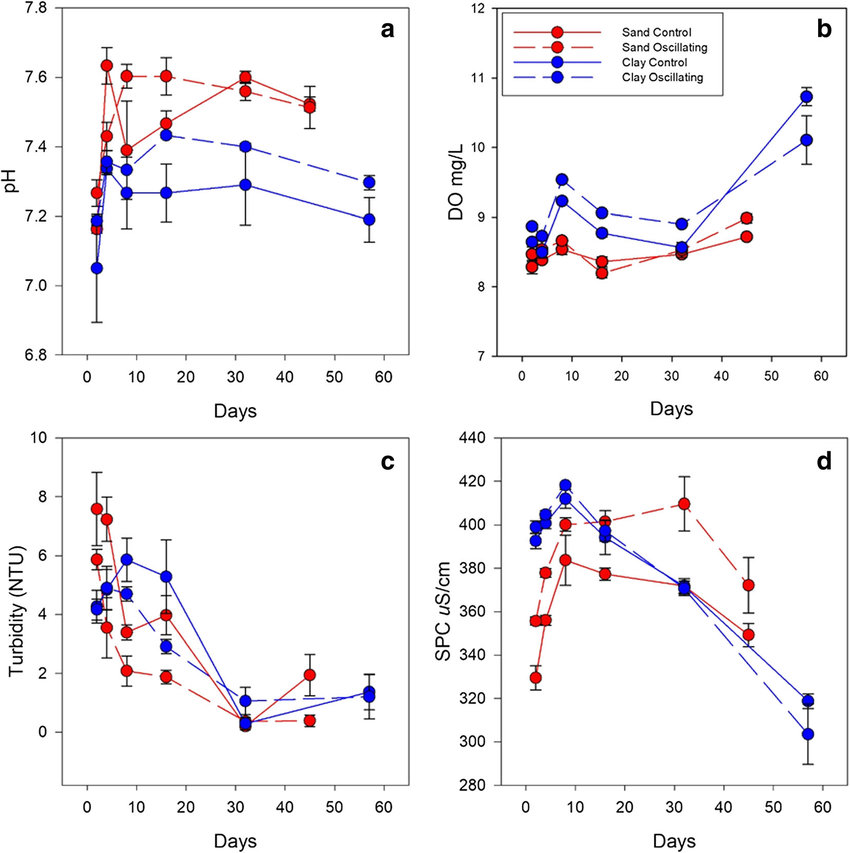 a
7.8
7.6
7.4
7.2
7.0
6.8
pH
0 10 20 30 40 50 60
Days
b
Sand Control
Sand Oscillating
Clay Control
Clay Oscillating
12
11
10
9
8
7
DO mg/L
0 10 20 30 40 50 60
Days
c
10
8
6
4
2
0
Turbidity (NTU)
0 10 20 30 40 50 60
Days
d
440
420
400
380
360
340
320
300
280
SPC uS/cm
0 10 20 30 40 50 60
Days